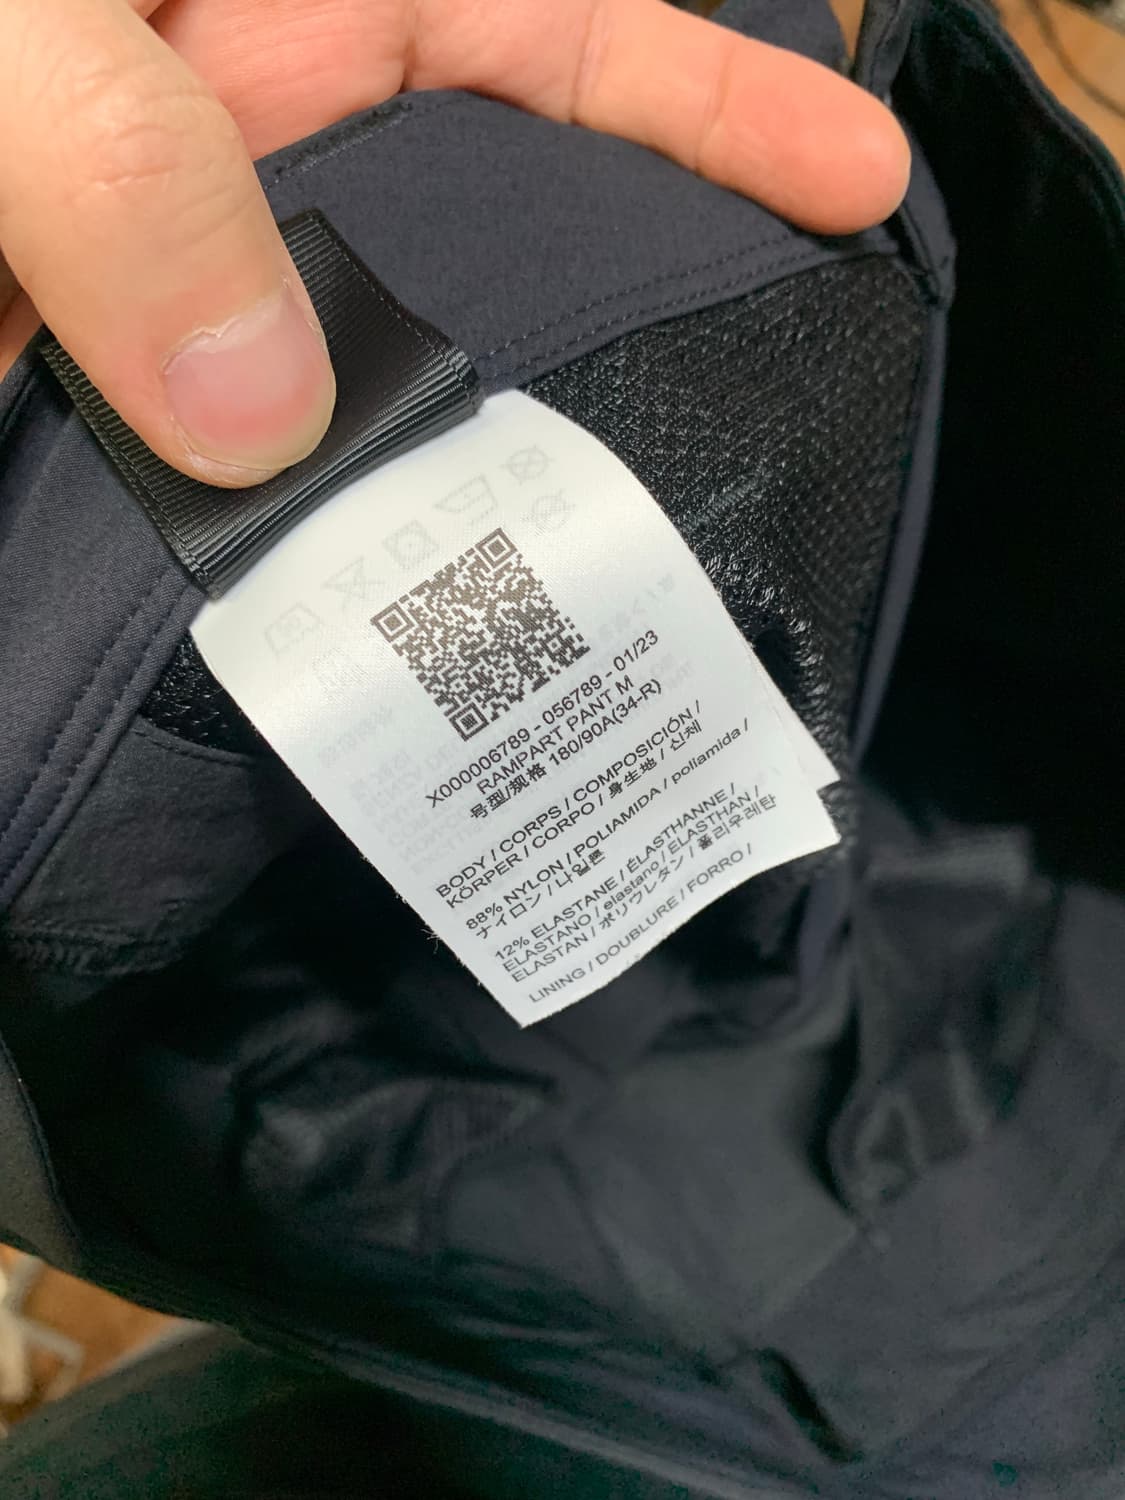 X000006789 - 056789 - 01/23
RAMPART PANT M
号型/规格 180/90A(34-R)
BODY / CORPS / COMPOSICIÓN /
KÖRPER / CORPO / 身生地 / 신체
88% NYLON / POLIAMIDA / poliamida /
ナイロン / 나일론
12% ELASTANE / ÉLASTHANNE /
ELASTANO / elastano / ELASTHAN /
ELASTAN / ポリウレタン / 폴리우레탄
LINING / DOUBLURE / FORRO /